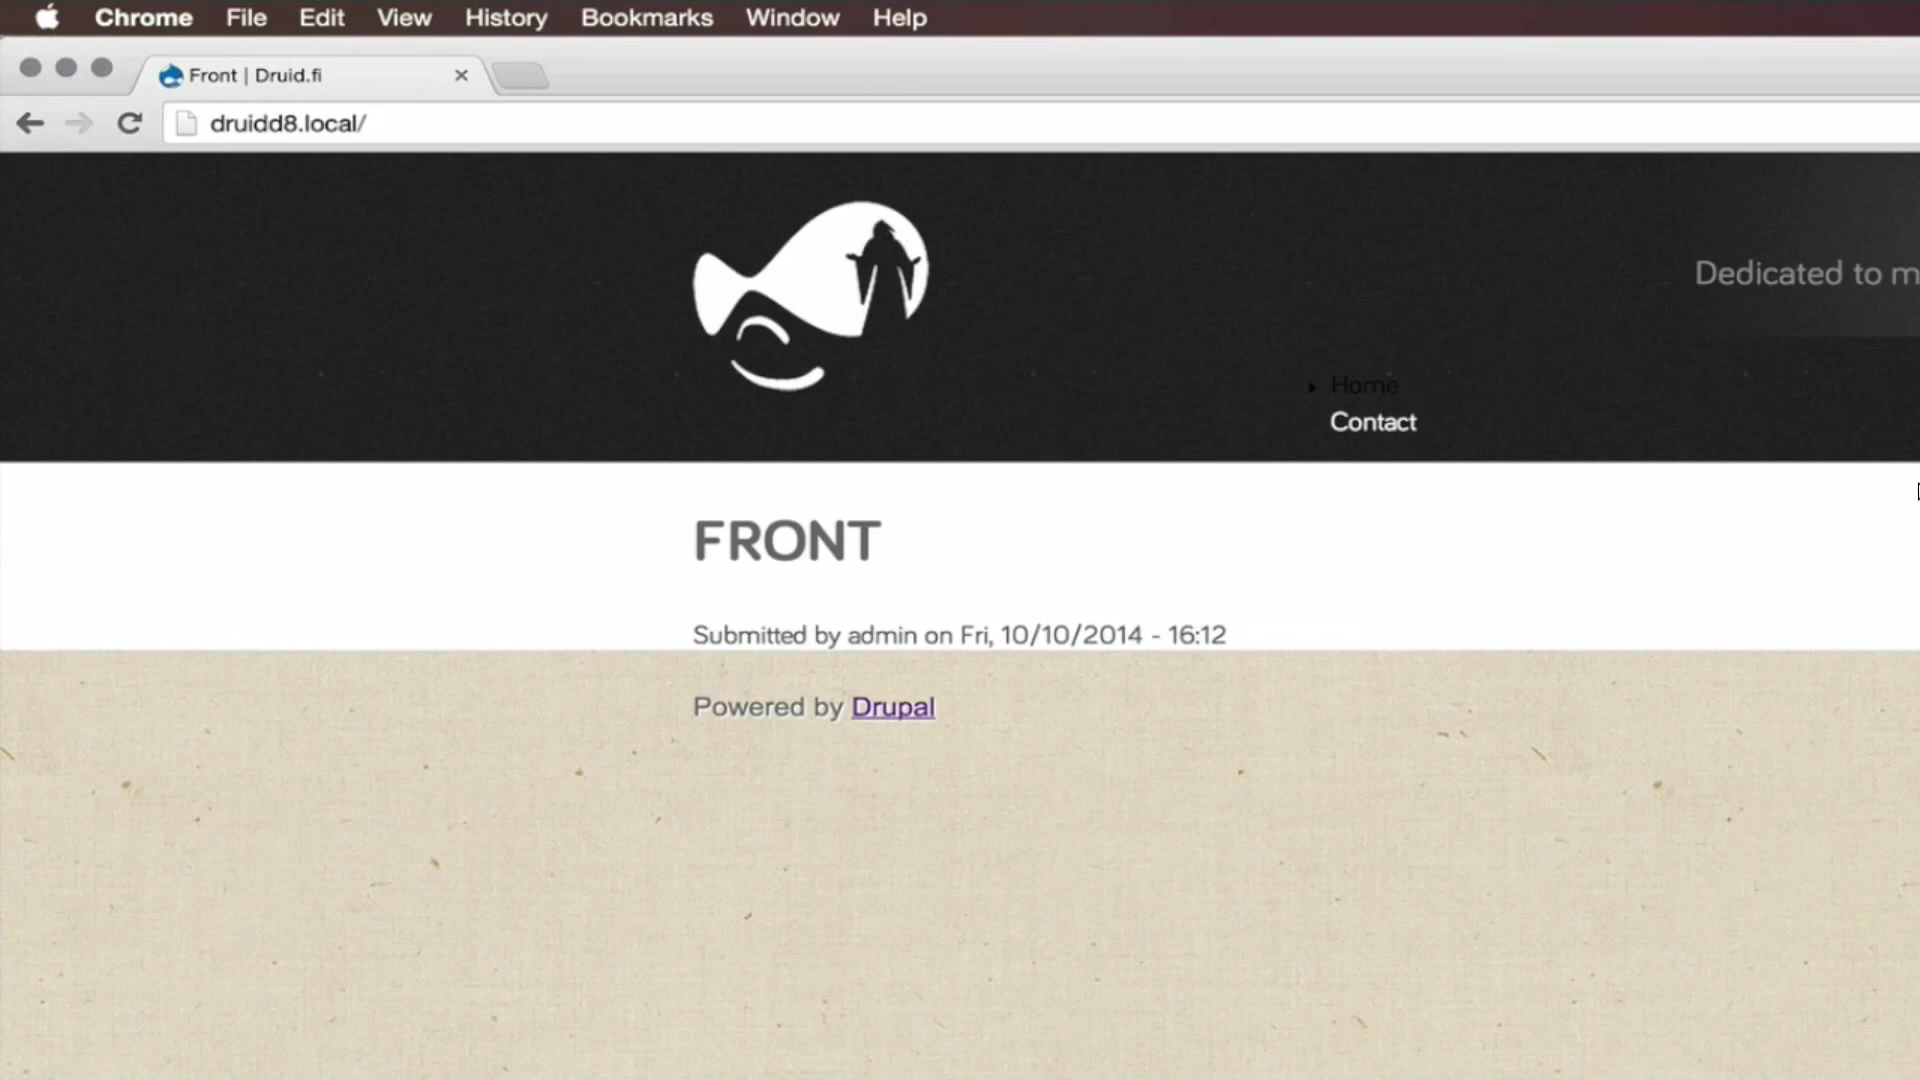 Chrome File Edit View History Bookmarks Window Help
Front | Druid.fi
druidd8.local/
Dedicated to m
Home
Contact
FRONT
Submitted by admin on Fri, 10/10/2014 - 16:12
Powered by Drupal